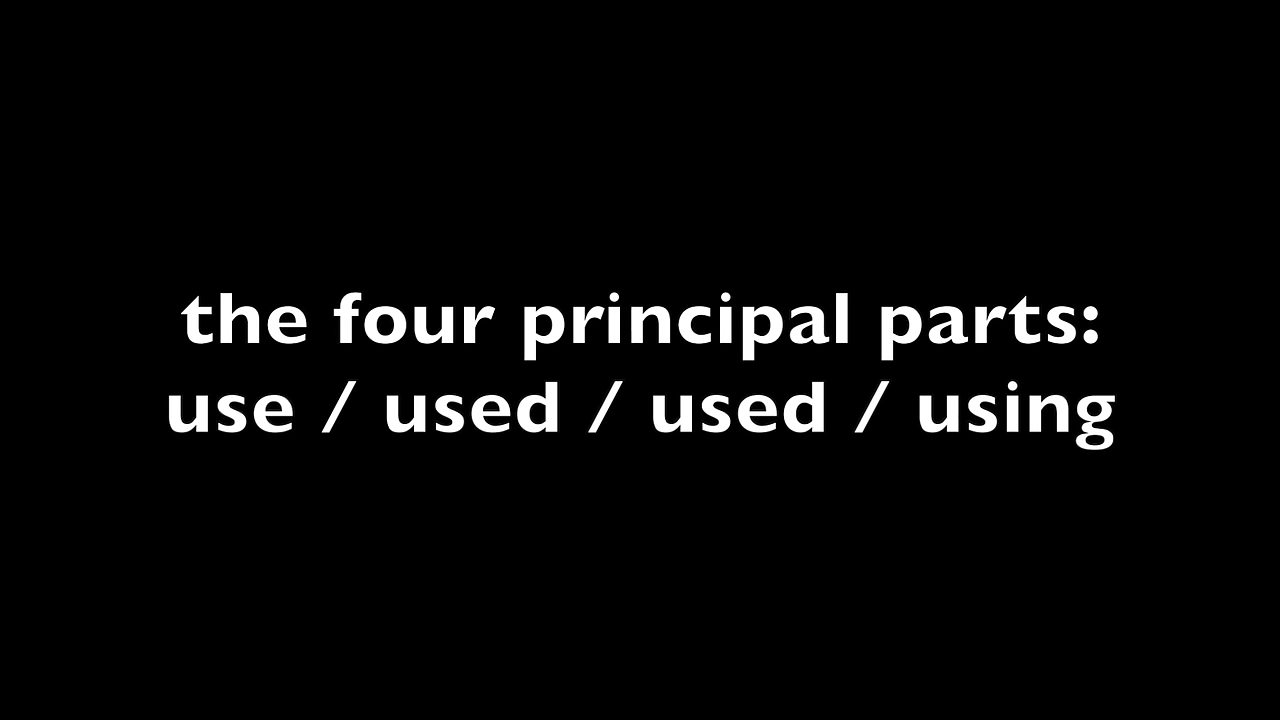 the four principal parts:
use / used / used / using